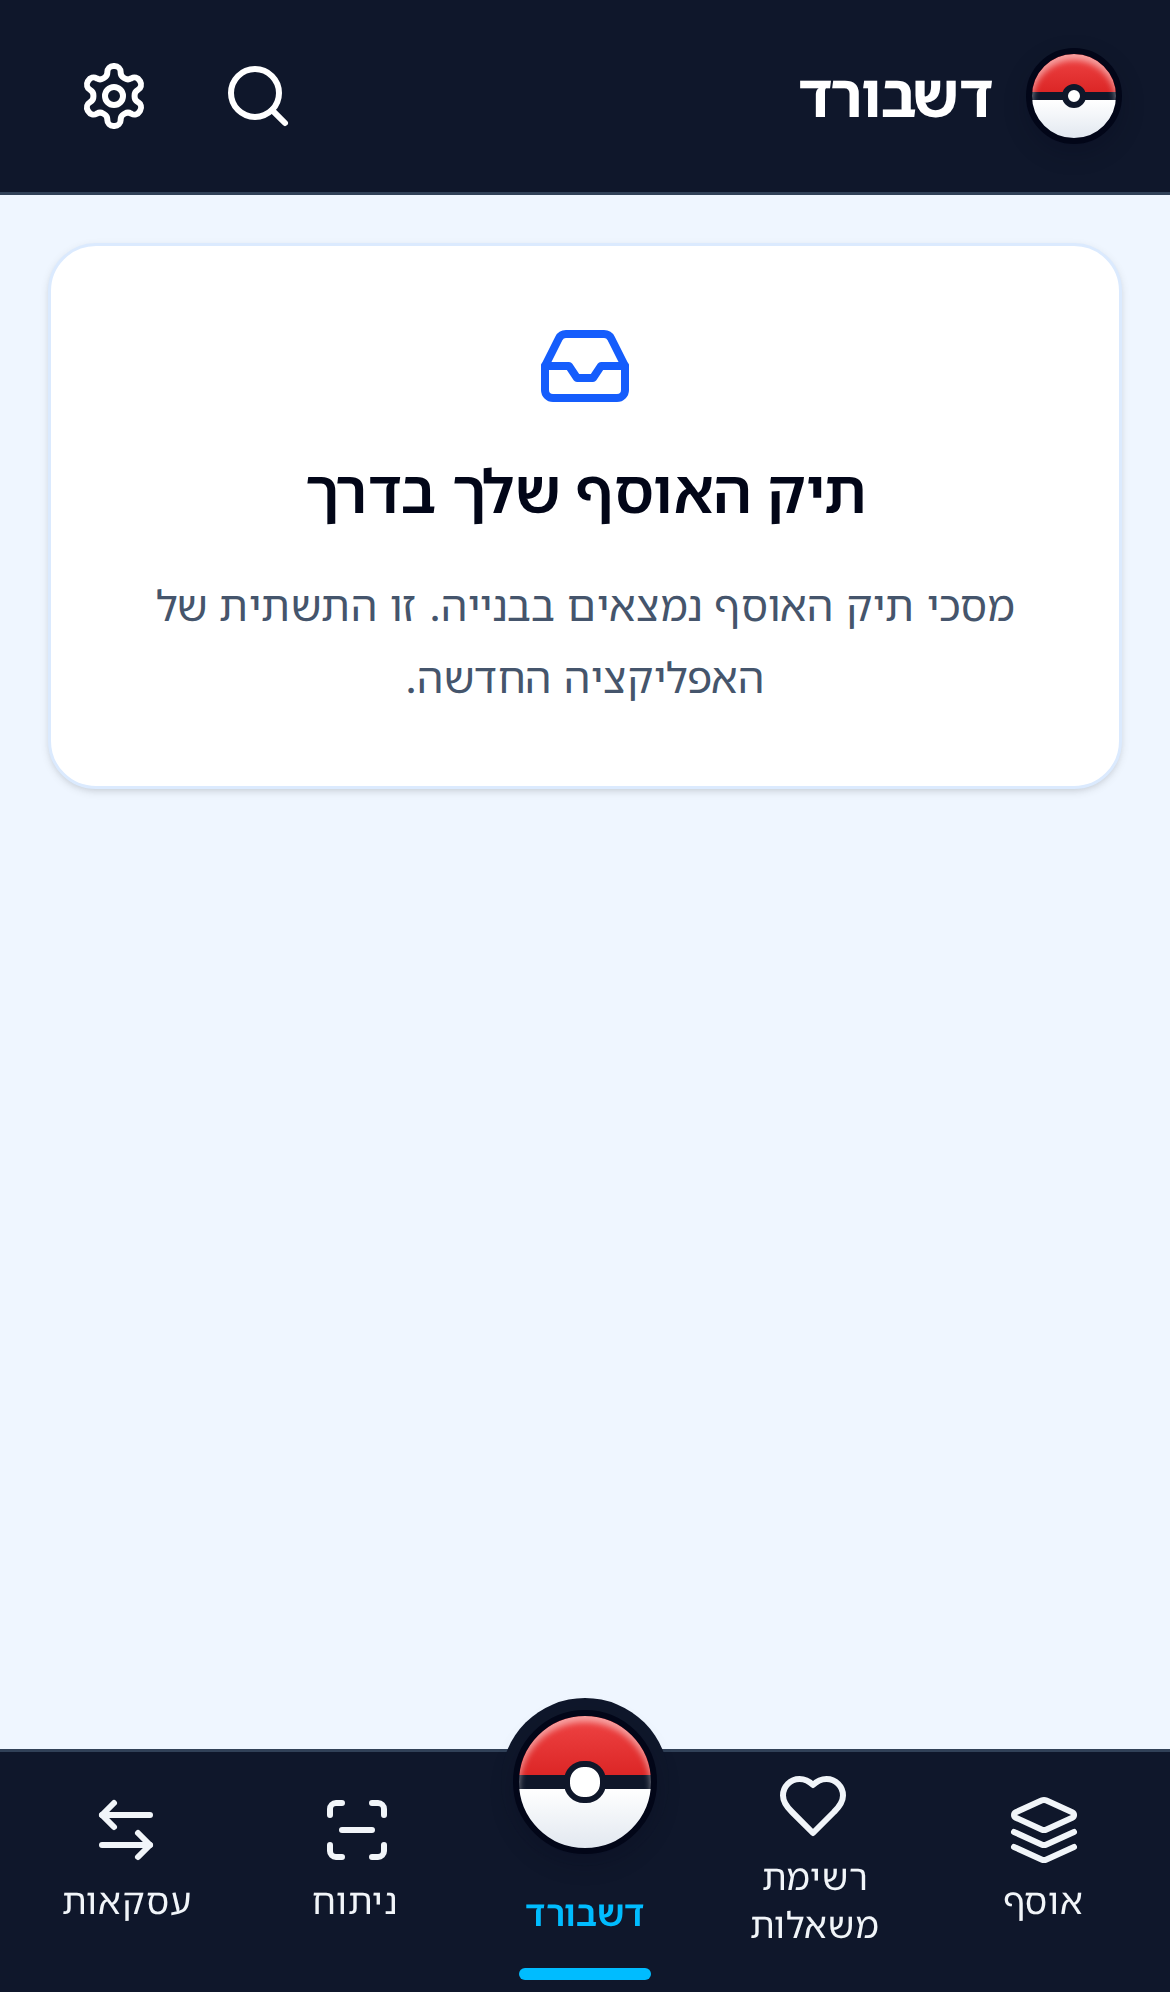 דשבורד
תיק האוסף שלך בדרך
מסכי תיק האוסף נמצאים בבנייה. זו התשתית של
האפליקציה החדשה.
אוסף
רשימת
משאלות
דשבורד
ניתוח
עסקאות